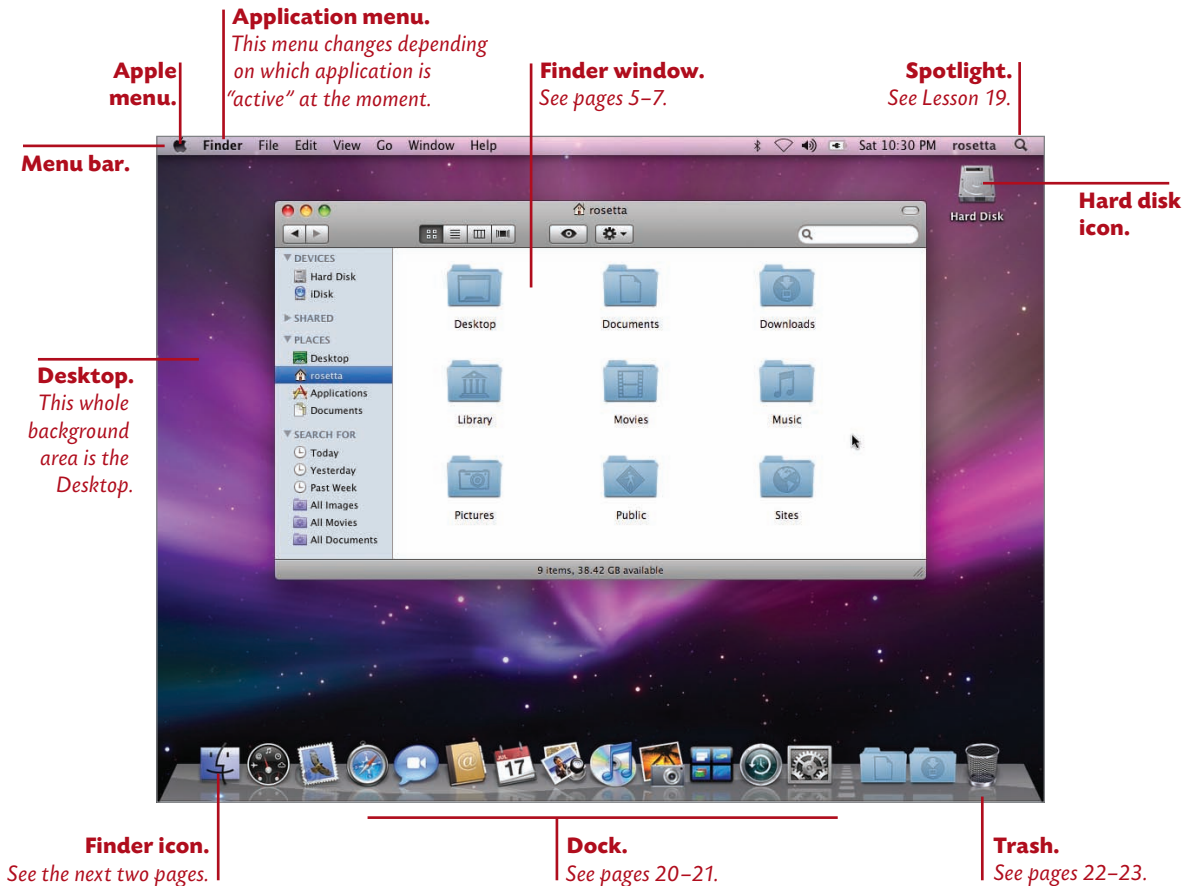 Application menu.
This menu changes depending
on which application is
“active” at the moment.
Apple
menu.
Finder window.
See pages 5–7.
Spotlight.
See Lesson 19.
Menu bar.
Finder File Edit View Go Window Help Sat 10:30 PM rosetta
Hard Disk
Hard disk
icon.
rosetta
DEVICES
Hard Disk
iDisk
SHARED
PLACES
Desktop
rosetta
Applications
Documents
SEARCH FOR
Today
Yesterday
Past Week
All Images
All Movies
All Documents
Desktop Documents Downloads
Library Movies Music
Pictures Public Sites
9 items, 38.42 GB available
Desktop.
This whole
background
area is the
Desktop.
@
JUL
17
Finder icon.
See the next two pages.
Dock.
See pages 20–21.
Trash.
See pages 22–23.